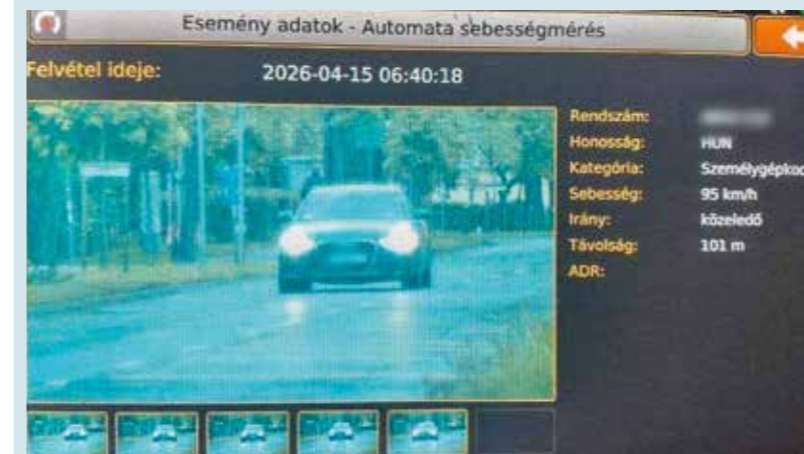 Esemény adatok - Automata sebességmérés
Felvétel ideje: 2026-04-15 06:40:18
Rendszám:
Honosság: HUN
Kategória: Személygépkoc
Sebesség: 95 km/h
Irány: közeledő
Távolság: 101 m
ADR: